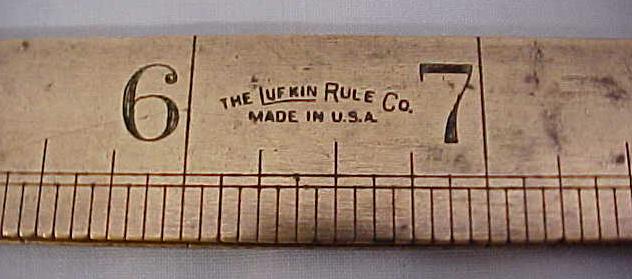 6 THE LUFKIN RULE CO. 7
MADE IN U.S.A.